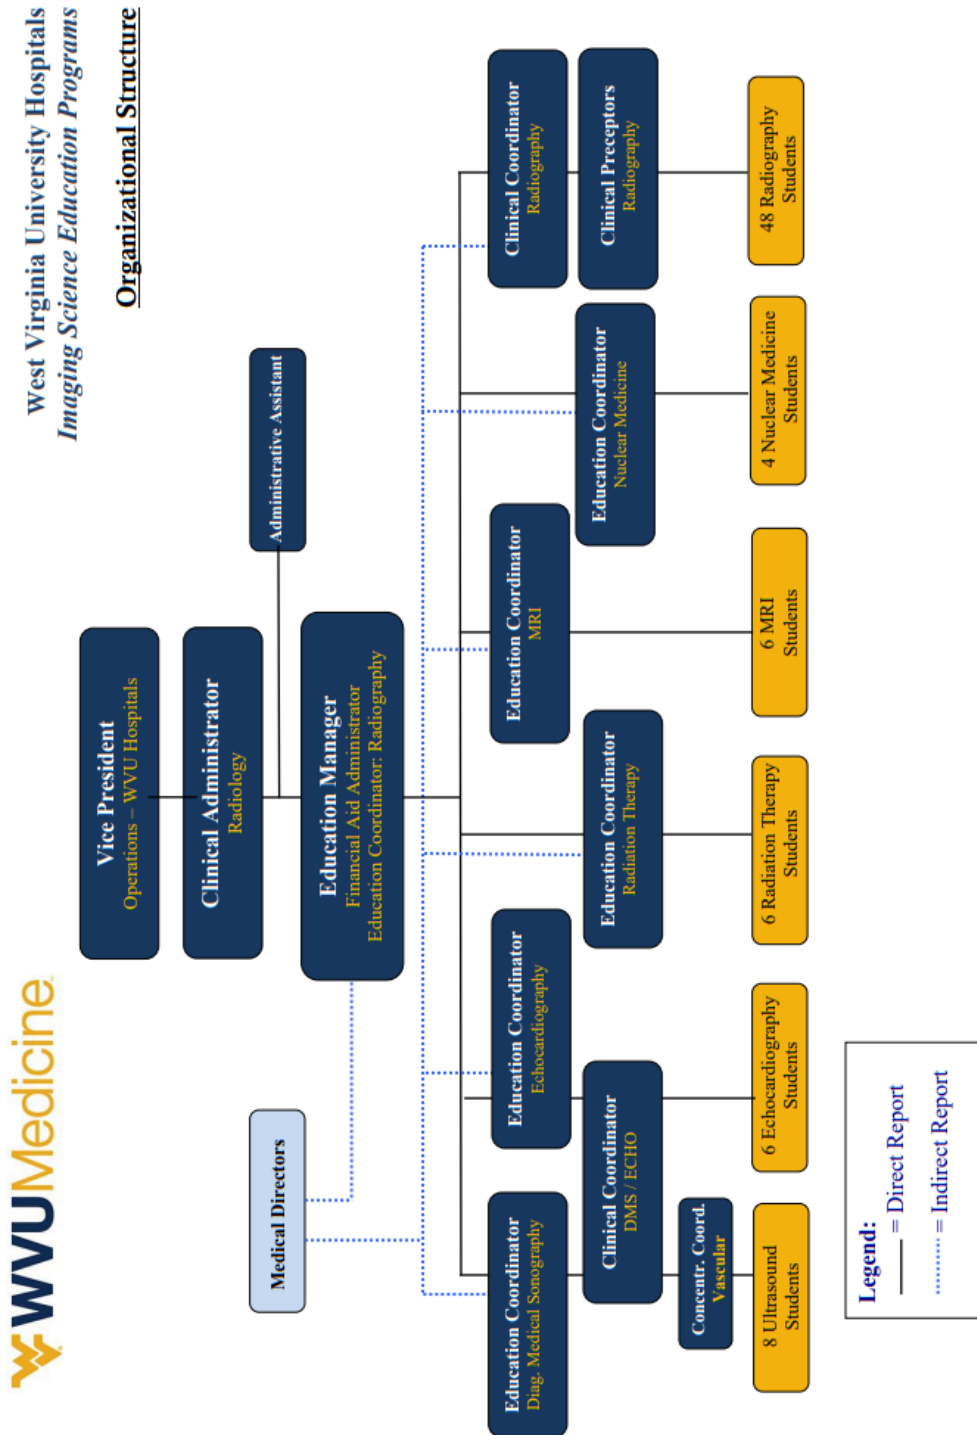 WVUMedicine
West Virginia University Hospitals
Imaging Science Education Programs
Organizational Structure
Vice President
Operations – WVU Hospitals
Clinical Administrator
Radiology
Administrative Assistant
Medical Directors
Education Manager
Financial Aid Administrator
Education Coordinator: Radiography
Education Coordinator
Diag. Medical Sonography
Education Coordinator
Echocardiography
Education Coordinator
MRI
Clinical Coordinator
Radiography
Clinical Coordinator
DMS / ECHO
Education Coordinator
Radiation Therapy
Education Coordinator
Nuclear Medicine
Clinical Preceptors
Radiography
Concentr. Coord.
Vascular
8 Ultrasound
Students
6 Echocardiography
Students
6 Radiation Therapy
Students
6 MRI
Students
4 Nuclear Medicine
Students
48 Radiography
Students
Legend:
= Direct Report
= Indirect Report